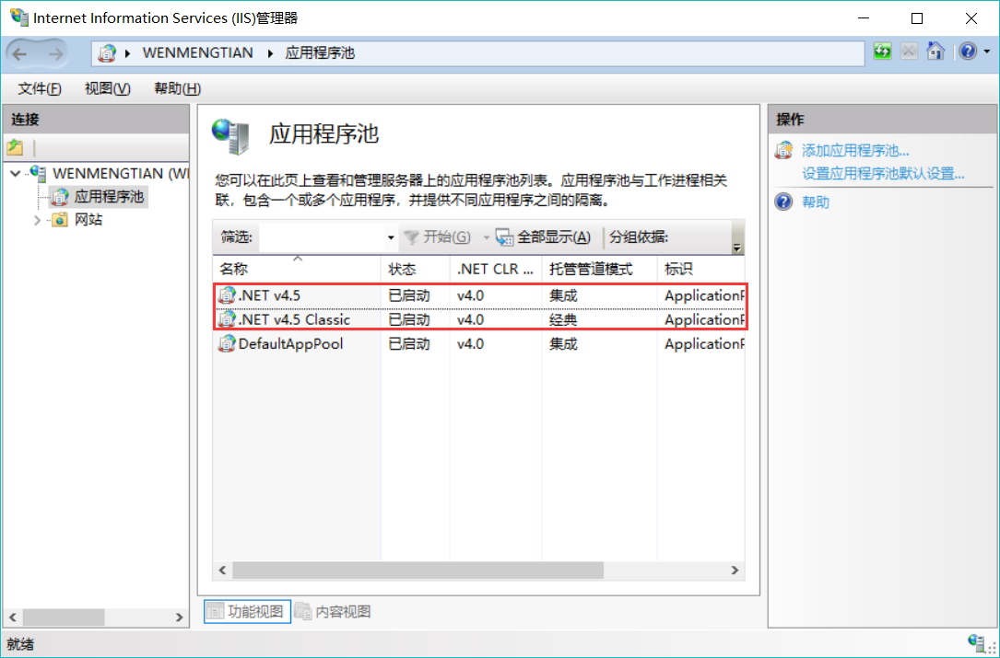 Internet Information Services (IIS)管理器
WENMENGTIAN 应用程序池
文件(F) 视图(V) 帮助(H)
连接
WENMENGTIAN (WI
应用程序池
网站
应用程序池
您可以在此页上查看和管理服务器上的应用程序池列表。应用程序池与工作进程相关
联，包含一个或多个应用程序，并提供不同应用程序之间的隔离。
筛选: 开始(G) 全部显示(A) 分组依据:
名称 状态 .NET CLR ... 托管管道模式 标识
.NET v4.5 已启动 v4.0 集成 ApplicationP
.NET v4.5 Classic 已启动 v4.0 经典 ApplicationP
DefaultAppPool 已启动 v4.0 集成 ApplicationP
功能视图 内容视图
操作
添加应用程序池...
设置应用程序池默认设置...
帮助
就绪